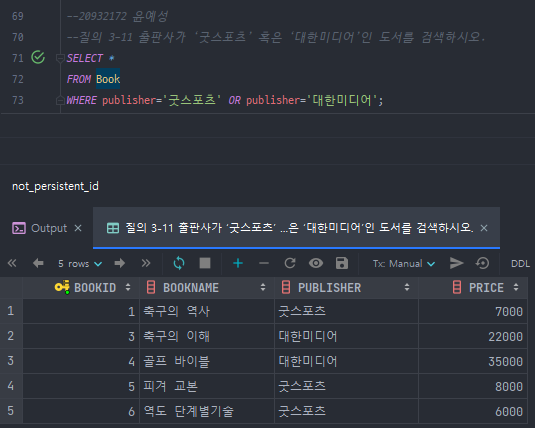 69 --20932172 윤예성
70 --질의 3-11 출판사가 '굿스포츠' 혹은 '대한미디어'인 도서를 검색하시오.
71 SELECT *
72 FROM Book
73 WHERE publisher='굿스포츠' OR publisher='대한미디어';
not_persistent_id
Output × 질의 3-11 출판사가 '굿스포츠' ...은 '대한미디어'인 도서를 검색하시오. ×
5 rows Tx: Manual DDL
BOOKID BOOKNAME PUBLISHER PRICE
1 1 축구의 역사 굿스포츠 7000
2 3 축구의 이해 대한미디어 22000
3 4 골프 바이블 대한미디어 35000
4 5 피겨 교본 굿스포츠 8000
5 6 역도 단계별기술 굿스포츠 6000